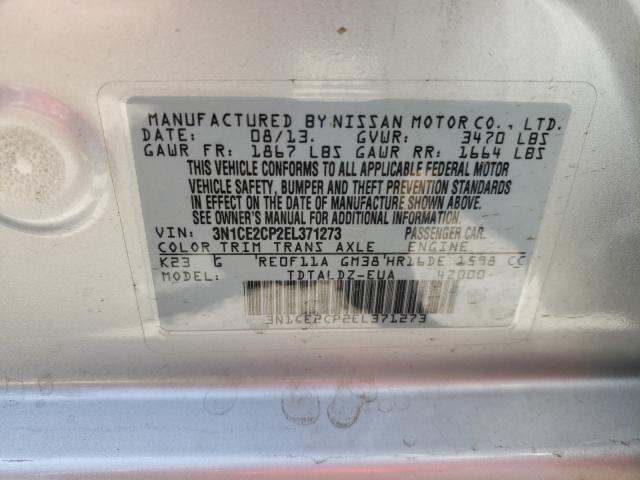 MANUFACTURED BY NISSAN MOTOR CO., LTD.
DATE: 08/13. GVWR: 3470 LBS
GAWR FR: 1867 LBS GAWR RR: 1664 LBS
THIS VEHICLE CONFORMS TO ALL APPLICABLE FEDERAL MOTOR
VEHICLE SAFETY, BUMPER AND THEFT PREVENTION STANDARDS
IN EFFECT ON THE DATE OF MANUFACTURE SHOWN ABOVE.
SEE OWNER'S MANUAL FOR ADDITIONAL INFORMATION.
VIN: 3N1CE2CP2EL371273 PASSENGER CAR.
COLOR TRIM TRANS AXLE ENGINE
K23 G 'RE0F11A GM38'HR16DE 1598 CC
MODEL: TDTALDZ-EUA 4Z000-
3N1CE2CP2EL371273